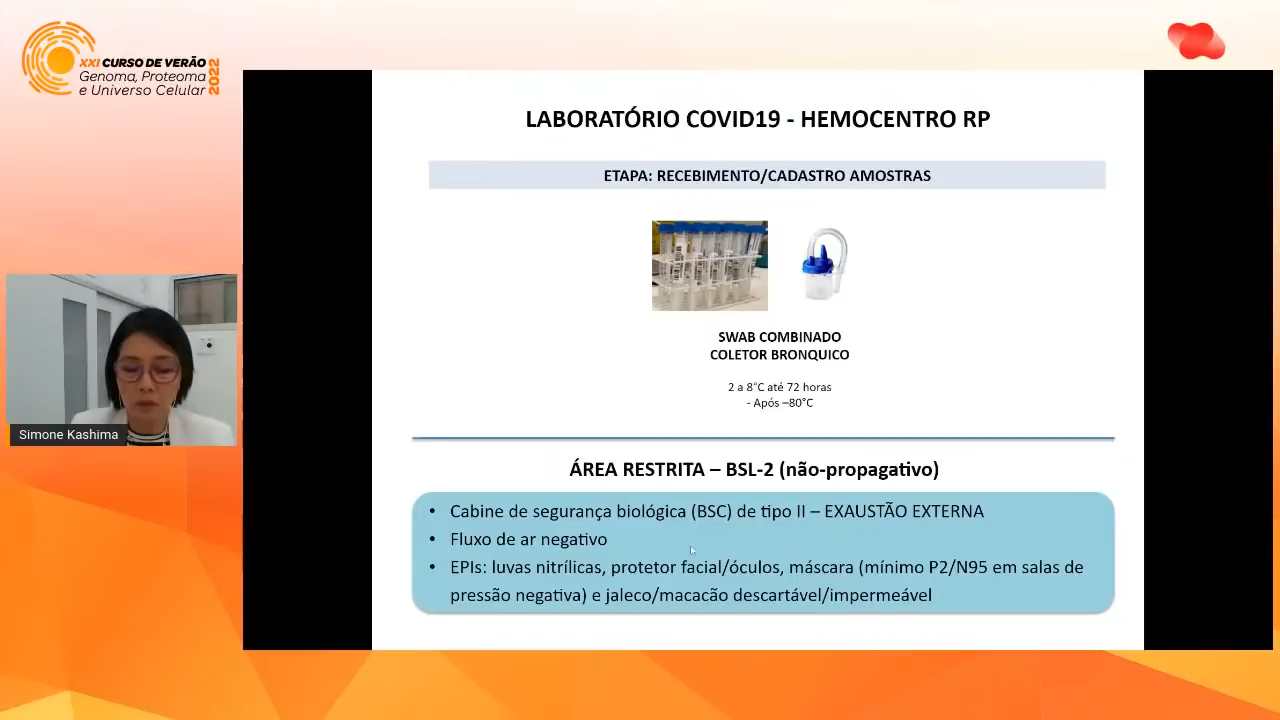 XXI CURSO DE VERÃO
Genoma, Proteoma
e Universo Celular
2022
LABORATÓRIO COVID19 - HEMOCENTRO RP
ETAPA: RECEBIMENTO/CADASTRO AMOSTRAS
SWAB COMBINADO
COLETOR BRONQUICO
2 a 8°C até 72 horas
- Após –80°C
Simone Kashima
ÁREA RESTRITA – BSL-2 (não-propagativo)
• Cabine de segurança biológica (BSC) de tipo II – EXAUSTÃO EXTERNA
• Fluxo de ar negativo
• EPIs: luvas nitrílicas, protetor facial/óculos, máscara (mínimo P2/N95 em salas de
pressão negativa) e jaleco/macacão descartável/impermeável